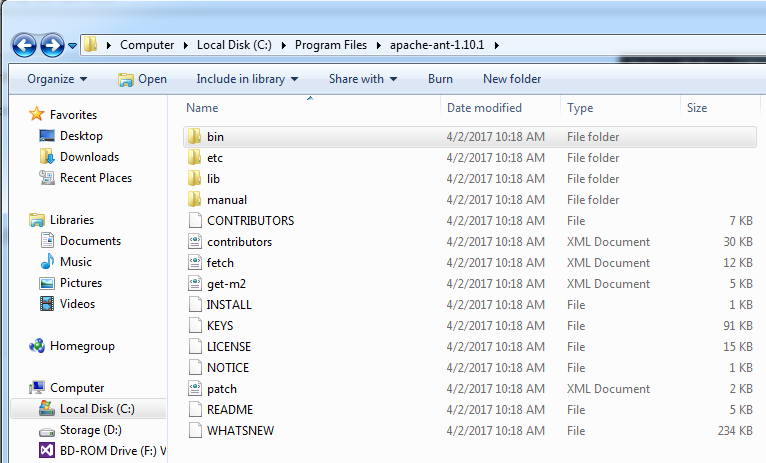 Computer Local Disk (C:) Program Files apache-ant-1.10.1
Organize Open Include in library Share with Burn New folder
Favorites
Desktop
Downloads
Recent Places
Libraries
Documents
Music
Pictures
Videos
Homegroup
Computer
Local Disk (C:)
Storage (D:)
BD-ROM Drive (F:) V
Name Date modified Type Size
bin 4/2/2017 10:18 AM File folder
etc 4/2/2017 10:18 AM File folder
lib 4/2/2017 10:18 AM File folder
manual 4/2/2017 10:18 AM File folder
CONTRIBUTORS 4/2/2017 10:18 AM File 7 KB
contributors 4/2/2017 10:18 AM XML Document 30 KB
fetch 4/2/2017 10:18 AM XML Document 12 KB
get-m2 4/2/2017 10:18 AM XML Document 5 KB
INSTALL 4/2/2017 10:18 AM File 1 KB
KEYS 4/2/2017 10:18 AM File 91 KB
LICENSE 4/2/2017 10:18 AM File 15 KB
NOTICE 4/2/2017 10:18 AM File 1 KB
patch 4/2/2017 10:18 AM XML Document 2 KB
README 4/2/2017 10:18 AM File 5 KB
WHATSNEW 4/2/2017 10:18 AM File 234 KB